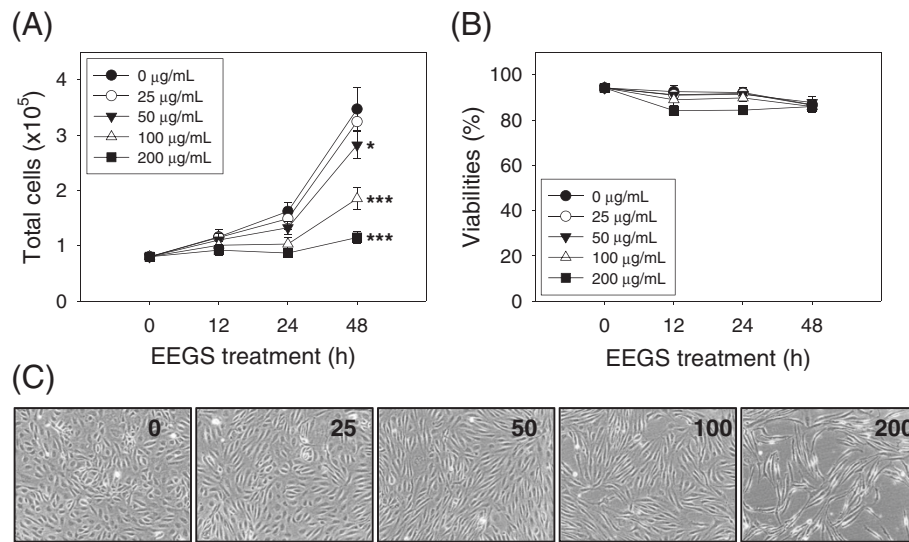 (A)
4
3
2
1
0
Total cells (x10⁵)
0 μg/mL
25 μg/mL
50 μg/mL
100 μg/mL
200 μg/mL
*
***
***
0
12
24
48
EEGS treatment (h)
(B)
100
80
60
40
20
0
Viabilities (%)
0 μg/mL
25 μg/mL
50 μg/mL
100 μg/mL
200 μg/mL
0
12
24
48
EEGS treatment (h)
(C)
0
25
50
100
200